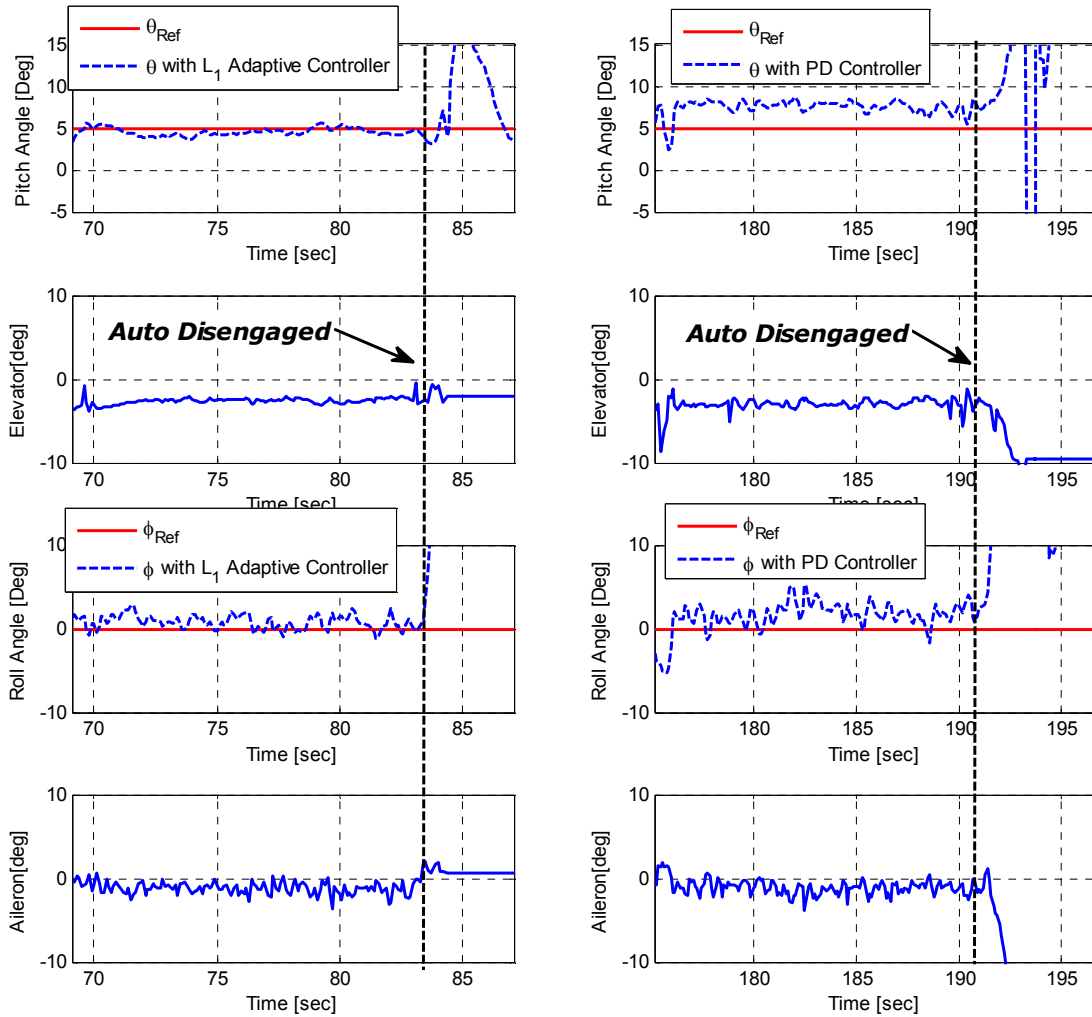 θRef
θ with L1 Adaptive Controller
Pitch Angle [Deg]
15
10
5
0
-5
70
75
80
85
Time [sec]
θRef
θ with PD Controller
Pitch Angle [Deg]
15
10
5
0
-5
180
185
190
195
Time [sec]
Auto Disengaged
Elevator[deg]
10
0
-10
70
75
80
85
Time [sec]
Auto Disengaged
Elevator[deg]
10
0
-10
180
185
190
195
Time [sec]
ϕRef
ϕ with L1 Adaptive Controller
Roll Angle [Deg]
10
0
-10
70
75
80
85
Time [sec]
ϕRef
ϕ with PD Controller
Roll Angle [Deg]
10
0
-10
180
185
190
195
Time [sec]
Aileron[deg]
10
0
-10
70
75
80
85
Time [sec]
Aileron[deg]
10
0
-10
180
185
190
195
Time [sec]